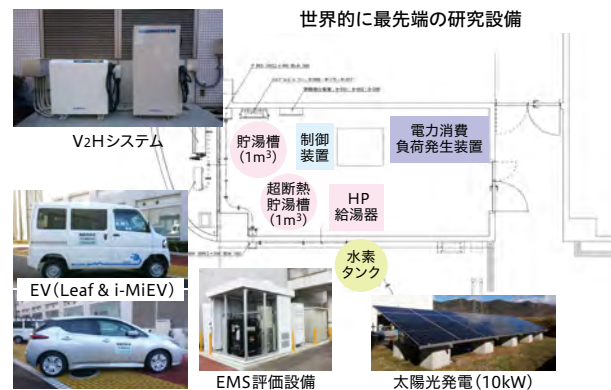 世界的に最先端の研究設備
V2Hシステム
貯湯槽
(1m³)
制御
装置
電力消費
負荷発生装置
超断熱
貯湯槽
(1m³)
HP
給湯器
水素
タンク
EV(Leaf & i-MiEV)
EMS評価設備
太陽光発電(10kW)